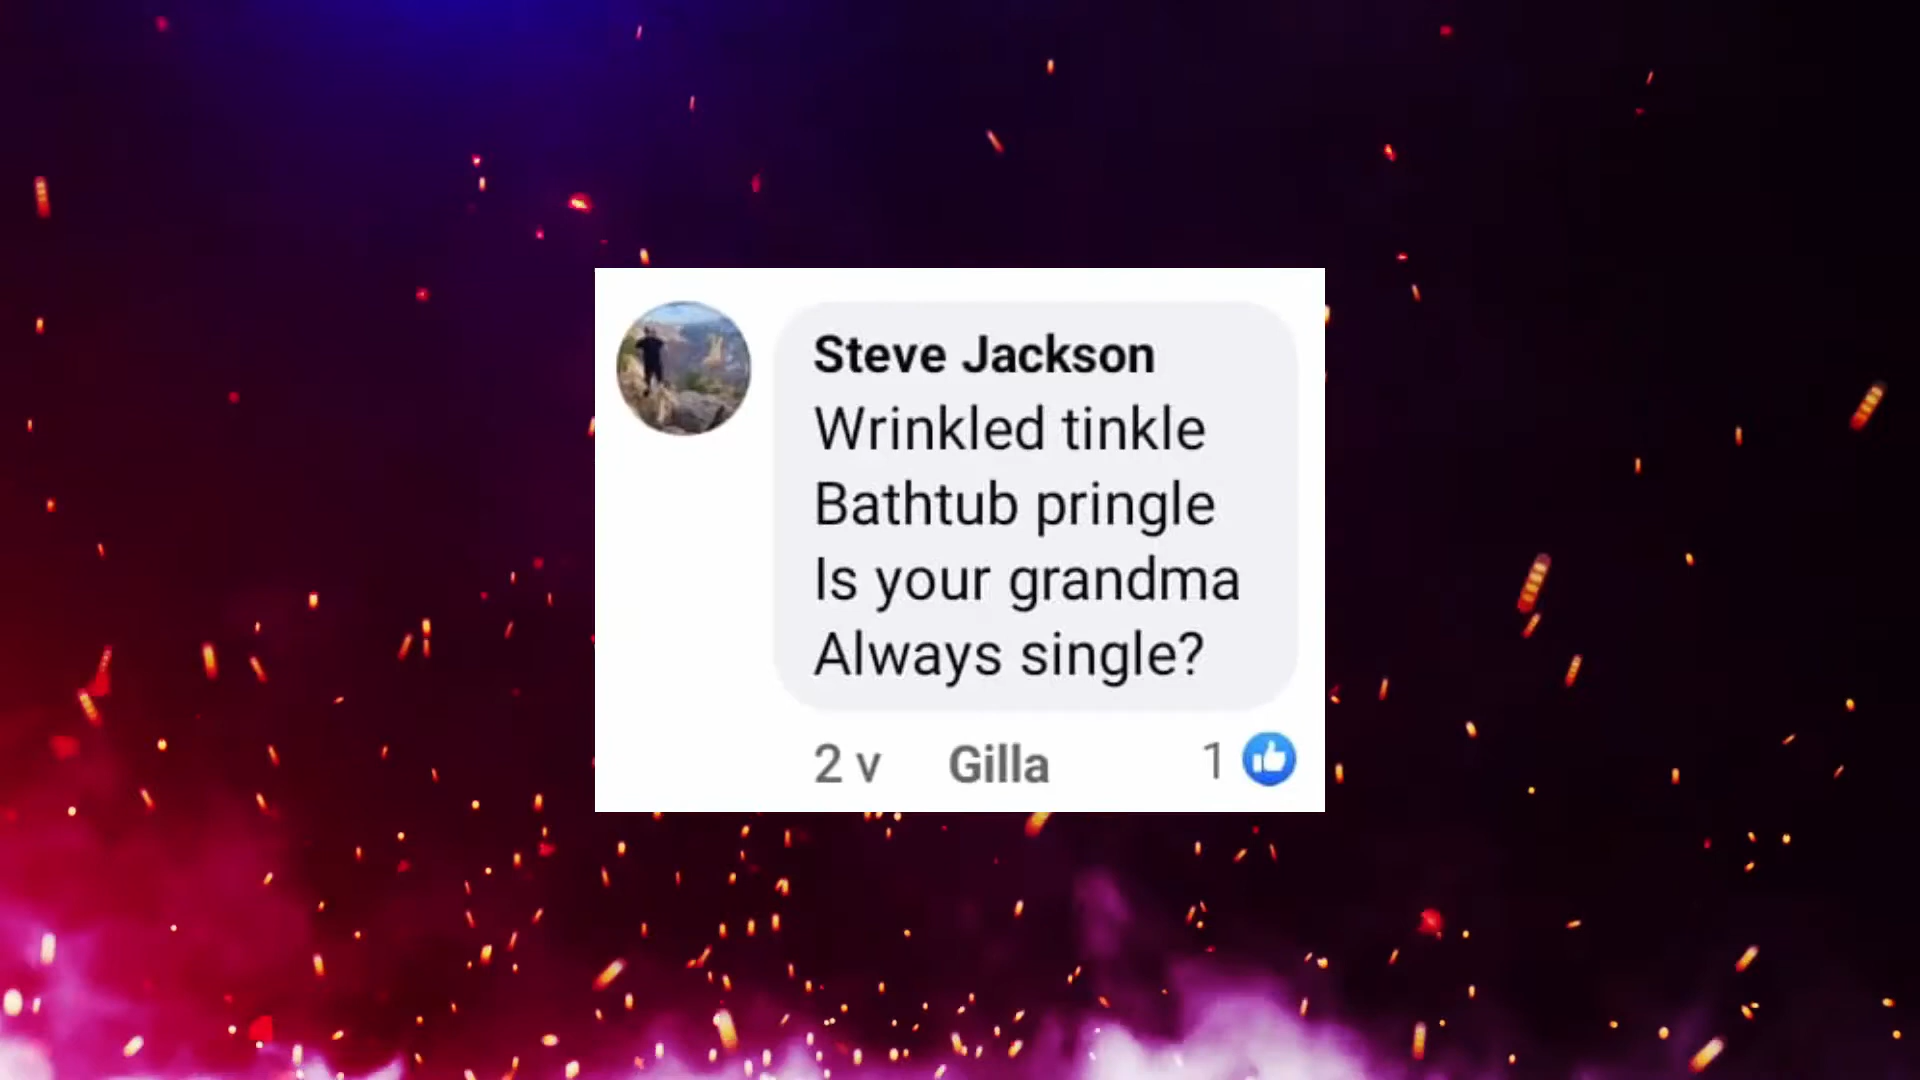 Steve Jackson
Wrinkled tinkle
Bathtub pringle
Is your grandma
Always single?
2 v Gilla 1